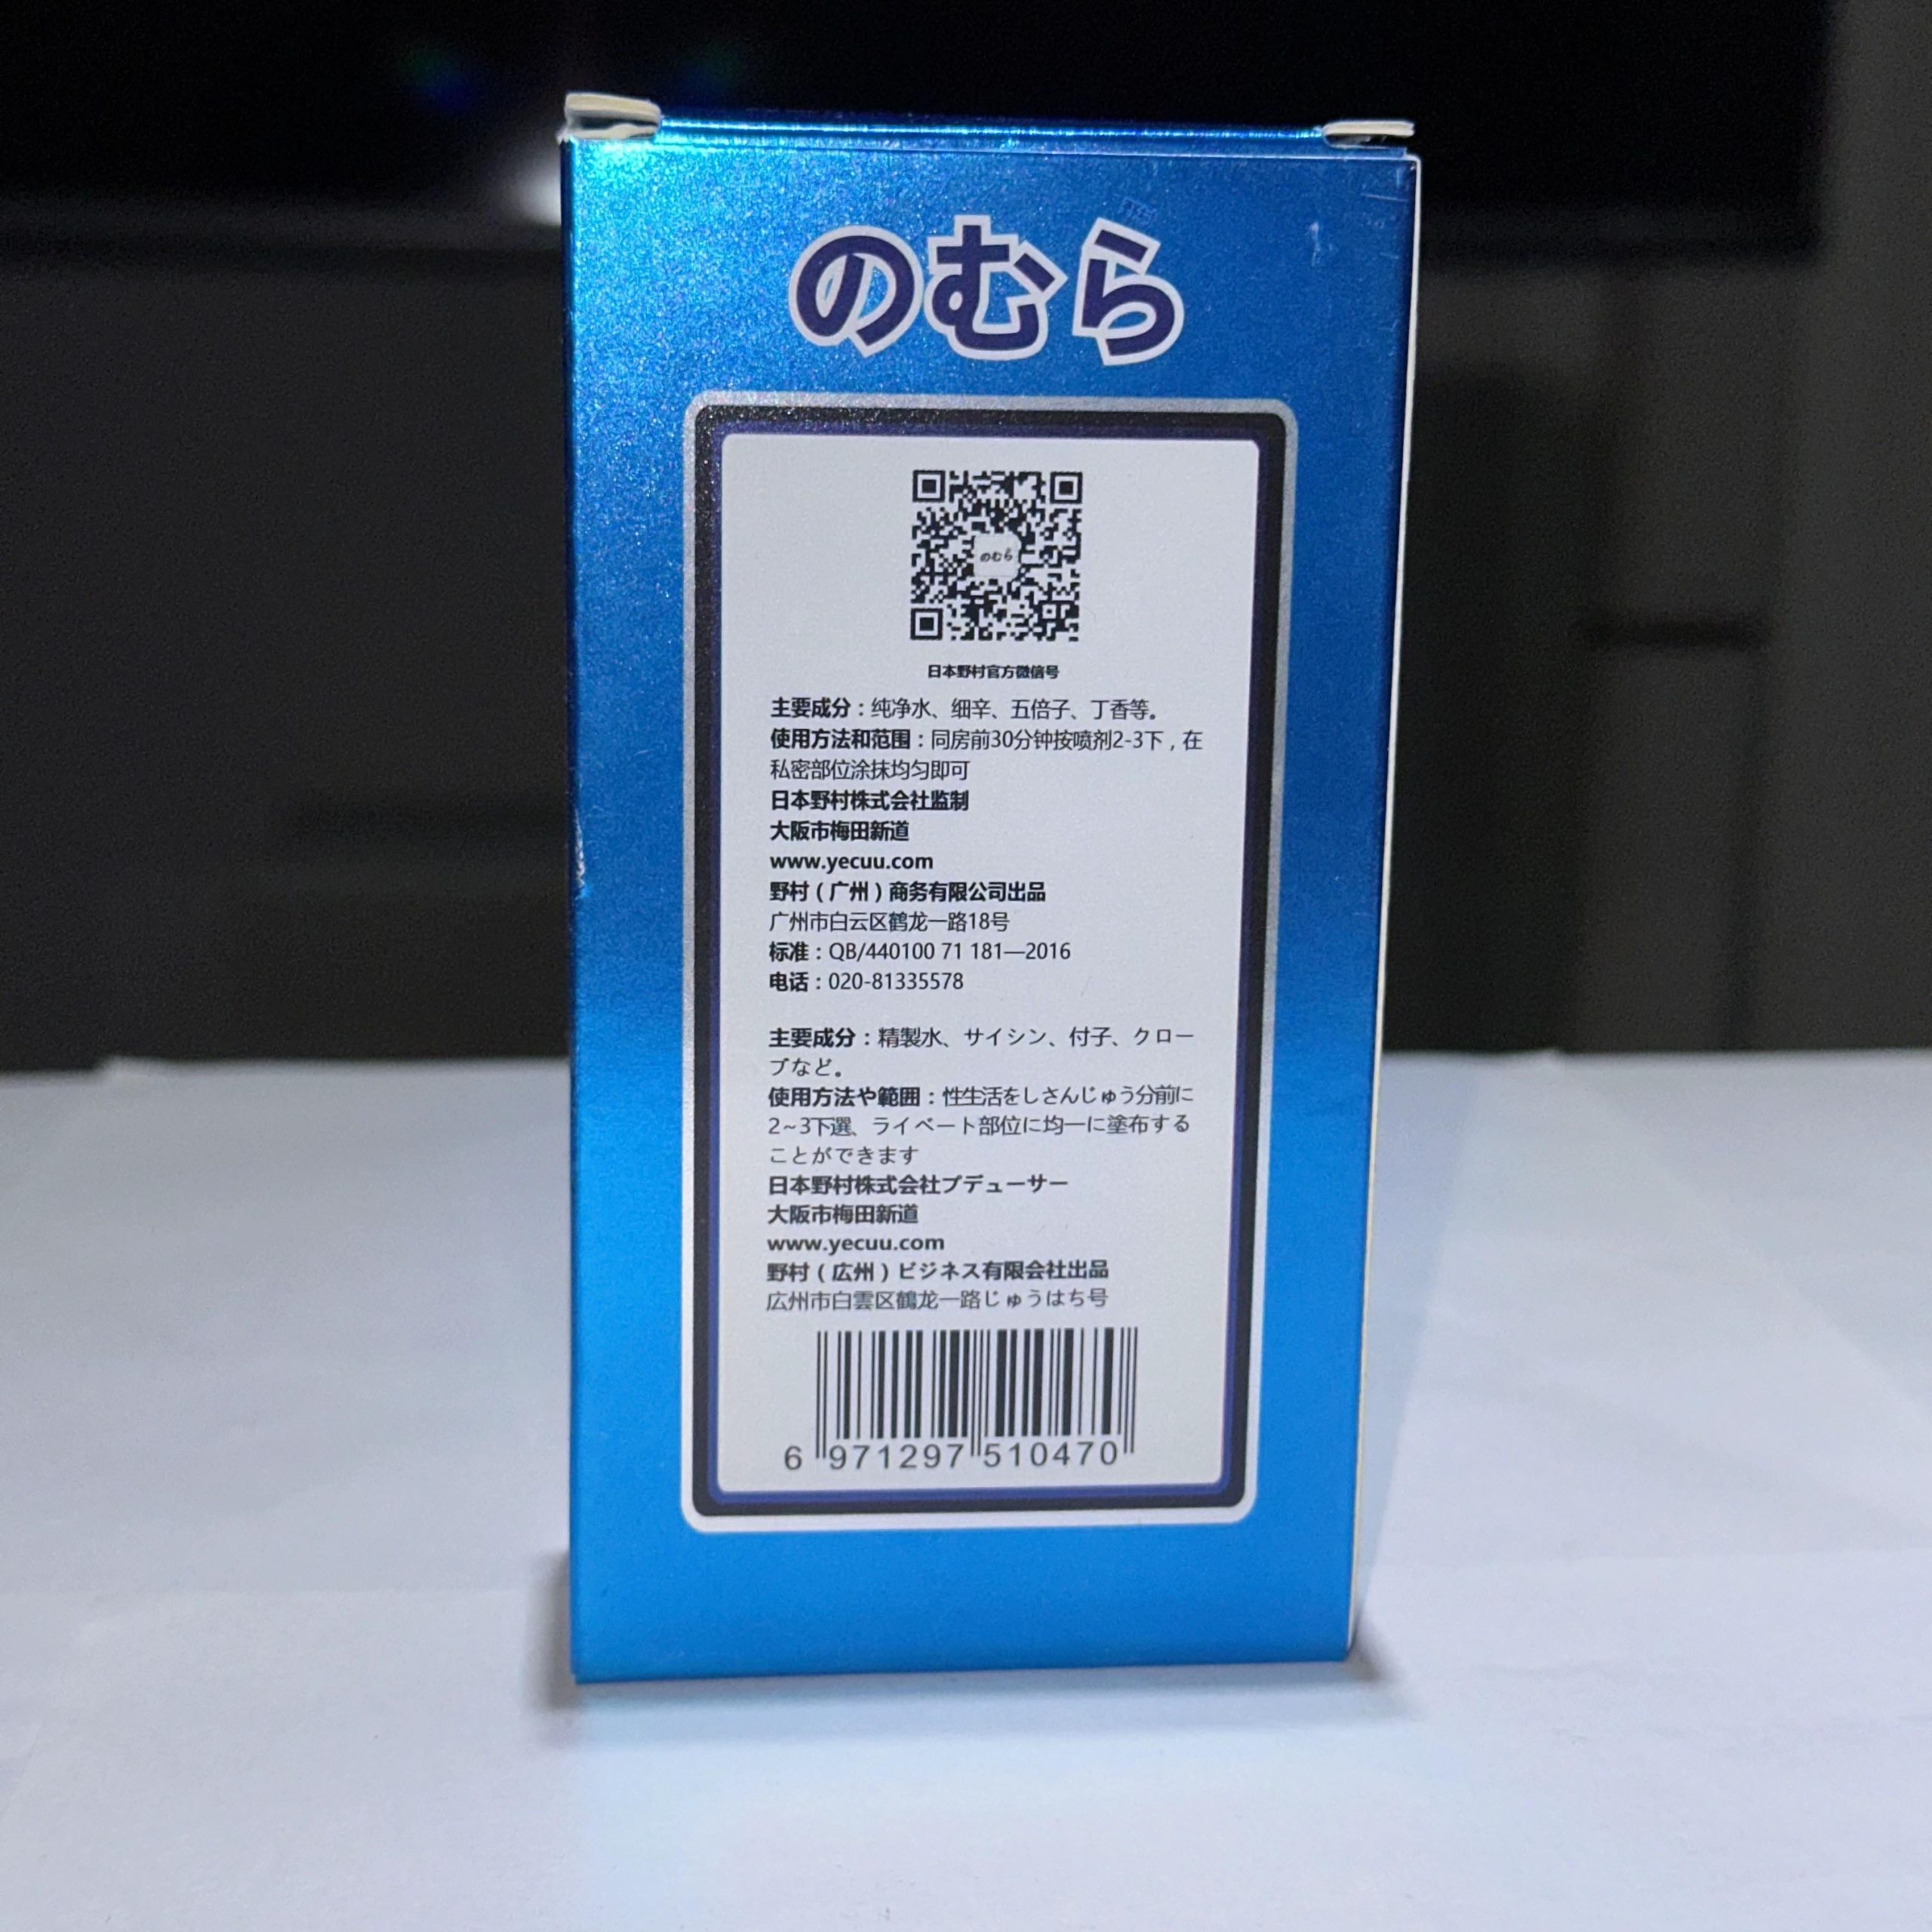 のむら
のむら
日本野村官方微信号
主要成分：纯净水、细辛、五倍子、丁香等。
使用方法和范围：同房前30分钟按喷剂2-3下，在
私密部位涂抹均匀即可
日本野村株式会社监制
大阪市梅田新道
www.yecuu.com
野村（广州）商务有限公司出品
广州市白云区鹤龙一路18号
标准：QB/440100 71 181—2016
电话：020-81335578
主要成分：精製水、サイシン、付子、クロー
ブなど。
使用方法や範囲：性生活をしさんじゅう分前に
2~3下選、ライベート部位に均一に塗布する
ことができます
日本野村株式会社プデューサー
大阪市梅田新道
www.yecuu.com
野村（広州）ビジネス有限会社出品
広州市白雲区鶴龙一路じゅうはち号
6 971297 510470